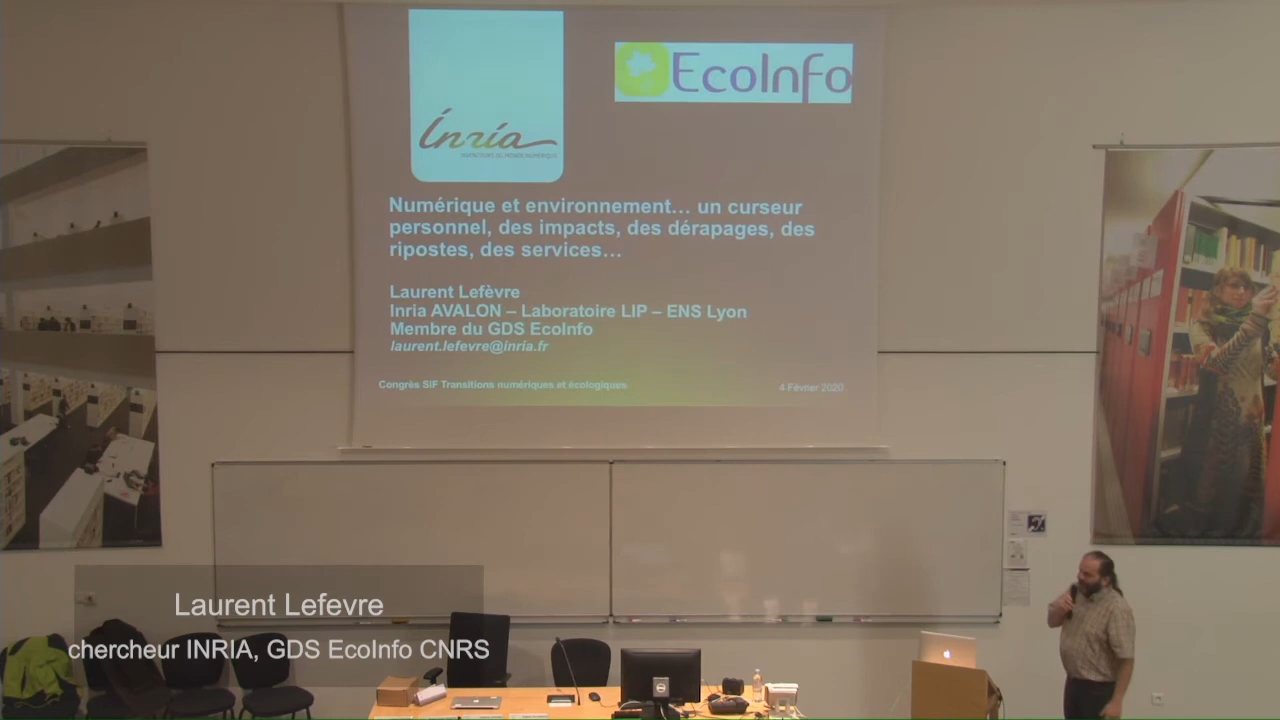 inria
EcoInfo
Numérique et environnement… un curseur
personnel, des impacts, des dérapages, des
ripostes, des services…
Laurent Lefèvre
Inria AVALON – Laboratoire LIP – ENS Lyon
Membre du GDS EcoInfo
laurent.lefevre@inria.fr
Congrès SIF Transitions numériques et écologiques
4 Février 2020
Laurent Lefevre
chercheur INRIA, GDS EcoInfo CNRS
DELL